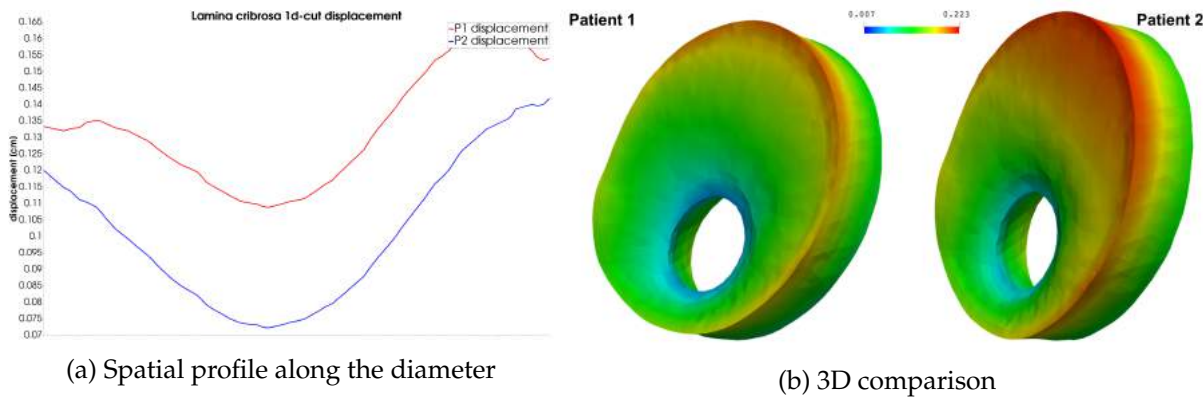 Lamina cribrosa 1d-cut displacement
P1 displacement
P2 displacement
displacement (cm)
0.165
0.16
0.155
0.15
0.145
0.14
0.135
0.13
0.125
0.12
0.115
0.11
0.105
0.1
0.095
0.09
0.085
0.08
0.075
0.07
(a) Spatial profile along the diameter
Patient 1
0.007
0.223
Patient 2
(b) 3D comparison